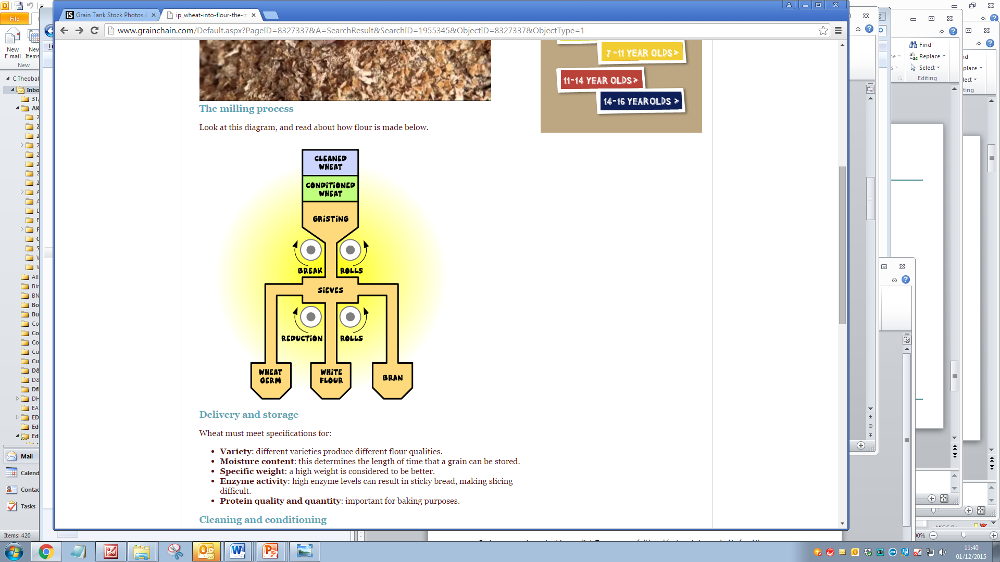 Grain Tank Stock Photos
ip_wheat-into-flour-the-m
File
www.grainchain.com/Default.aspx?PageID=8327337&A=SearchResult&SearchID=1955345&ObjectID=8327337&ObjectType=1
New
E-mail
New
Items
New
Find
Replace
Select
Editing
7-11 YEAR OLDS >
11-14 YEAR OLDS >
14-16 YEAR OLDS >
C.Theobal
Inbo
The milling process
Look at this diagram, and read about how flour is made below.
CLEANED
WHEAT
CONDITIONED
WHEAT
GRISTING
BREAK ROLLS
SIEVES
REDUCTION ROLLS
WHEAT
GERM
WHITE
FLOUR
BRAN
Delivery and storage
Wheat must meet specifications for:
• Variety: different varieties produce different flour qualities.
• Moisture content: this determines the length of time that a grain can be stored.
• Specific weight: a high weight is considered to be better.
• Enzyme activity: high enzyme levels can result in sticky bread, making slicing
difficult.
• Protein quality and quantity: important for baking purposes.
Cleaning and conditioning
Mail
Calend
Contac
Tasks
Items: 420
11:40
01/12/2015